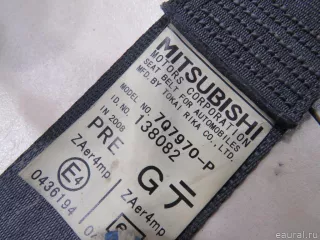 MITSUBISHI
MOTORS CORPORATION
SEAT BELT FOR AUTOMOBILES
MFD. BY TOKAI RIKA CO., LTD.
MODEL NO. 7Q7970-P
ID. NO. 138082
IN 2008
PRE G
ZAer4mp
E4 ZAer4mp
0436194
eaural.ru